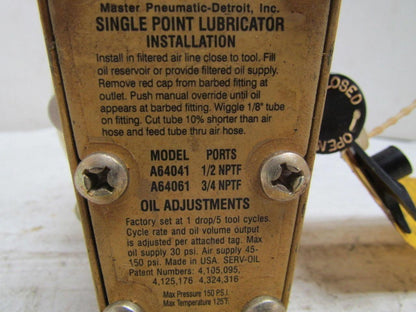 Master Pneumatic-Detroit, Inc.
SINGLE POINT LUBRICATOR
INSTALLATION
Install in filtered air line close to tool. Fill
oil reservoir or provide filtered oil supply.
Remove red cap from barbed fitting at
outlet. Push manual override until oil
appears at barbed fitting. Wiggle 1/8" tube
on fitting. Cut tube 10% shorter than air
hose and feed tube thru air hose.
MODEL PORTS
A64041 1/2 NPTF
A64061 3/4 NPTF
OIL ADJUSTMENTS
Factory set at 1 drop/5 tool cycles.
Cycle rate and oil volume output
is adjusted per attached tag. Max
oil supply 30 psi. Air supply 45-
150 psi. Made in USA SERV-OIL
Patent Numbers: 4,105,095,
4,125,176 4,324,316
Max Pressure 150 P.S.I.
Max Temperature 125°F
CLOSED
OPEN